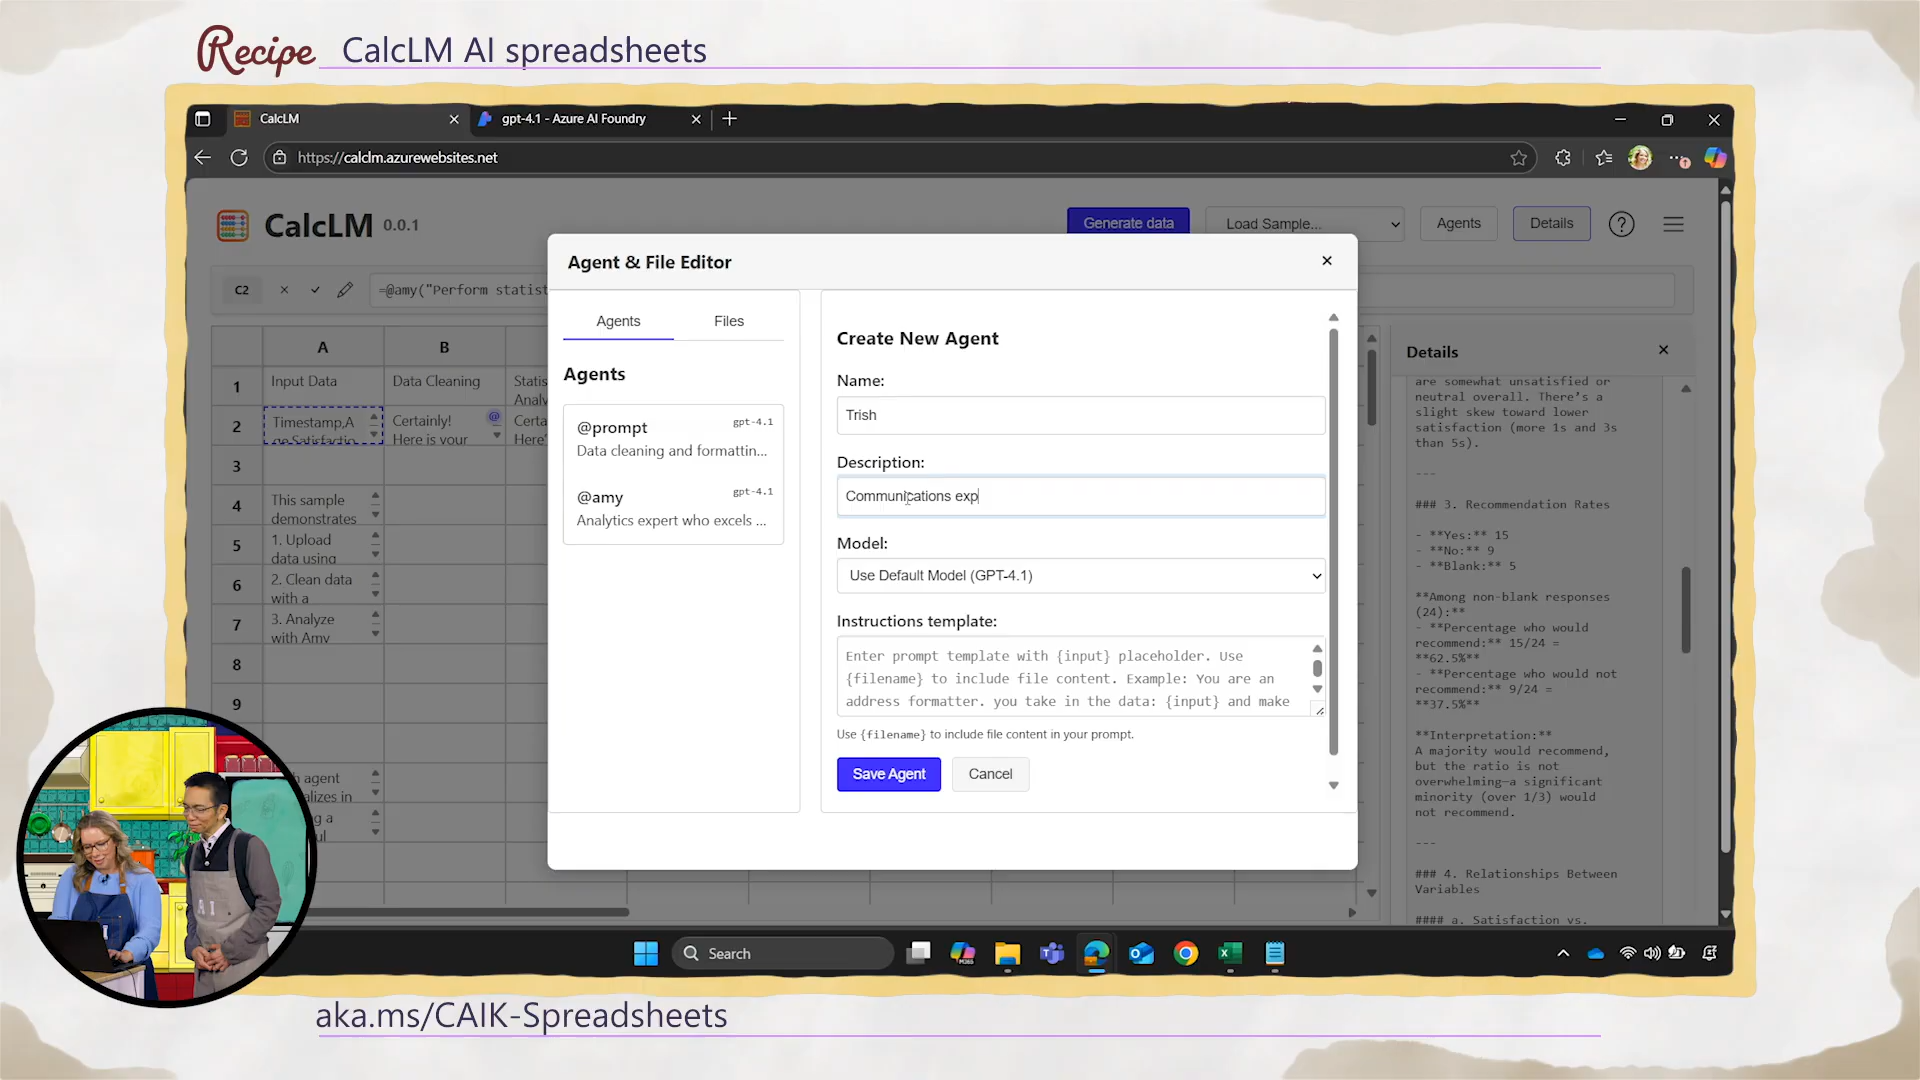 Recipe CalcLM AI spreadsheets
CalcLM
gpt-4.1 - Azure AI Foundry
https://calclm.azurewebsites.net
CalcLM 0.0.1
Generate data
Load Sample...
Agents
Details
C2
=@amy("Perform statist
A
B
1
Input Data
Data Cleaning
Statis
Analy
2
Timestamp,A
ge,Satisfactio
Certainly!
Here is your
@
Certa
Here'
3
4
This sample
demonstrates
5
1. Upload
data using
6
2. Clean data
with a
7
3. Analyze
with Amy
8
9
agent
alizes in
g a
ul
Agent & File Editor
Agents
Files
Agents
@prompt
gpt-4.1
Data cleaning and formattin...
@amy
gpt-4.1
Analytics expert who excels ...
Create New Agent
Name:
Trish
Description:
Communications exp
Model:
Use Default Model (GPT-4.1)
Instructions template:
Enter prompt template with {input} placeholder. Use
{filename} to include file content. Example: You are an
address formatter. you take in the data: {input} and make
Use {filename} to include file content in your prompt.
Save Agent
Cancel
Details
are somewhat unsatisfied or
neutral overall. There's a
slight skew toward lower
satisfaction (more 1s and 3s
than 5s).
---
### 3. Recommendation Rates
- **Yes:** 15
- **No:** 9
- **Blank:** 5
**Among non-blank responses
(24):**
- **Percentage who would
recommend:** 15/24 =
**62.5%**
- **Percentage who would not
recommend:** 9/24 =
**37.5%**
**Interpretation:**
A majority would recommend,
but the ratio is not
overwhelming—a significant
minority (over 1/3) would
not recommend.
---
### 4. Relationships Between
Variables
#### a. Satisfaction vs.
Search
aka.ms/CAIK-Spreadsheets